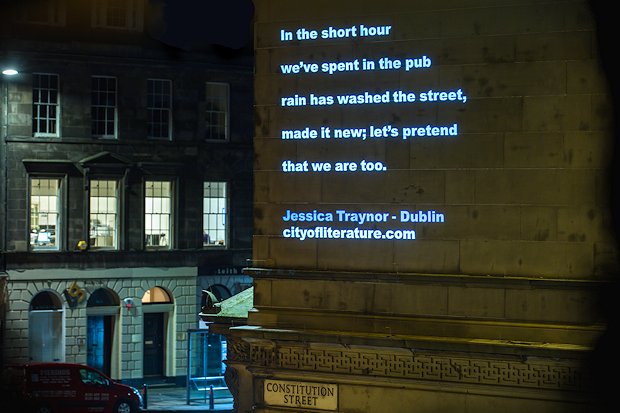 In the short hour
we've spent in the pub
rain has washed the street,
made it new; let's pretend
that we are too.
Jessica Traynor - Dublin
cityofliterature.com
leith
CONSTITUTION
STREET